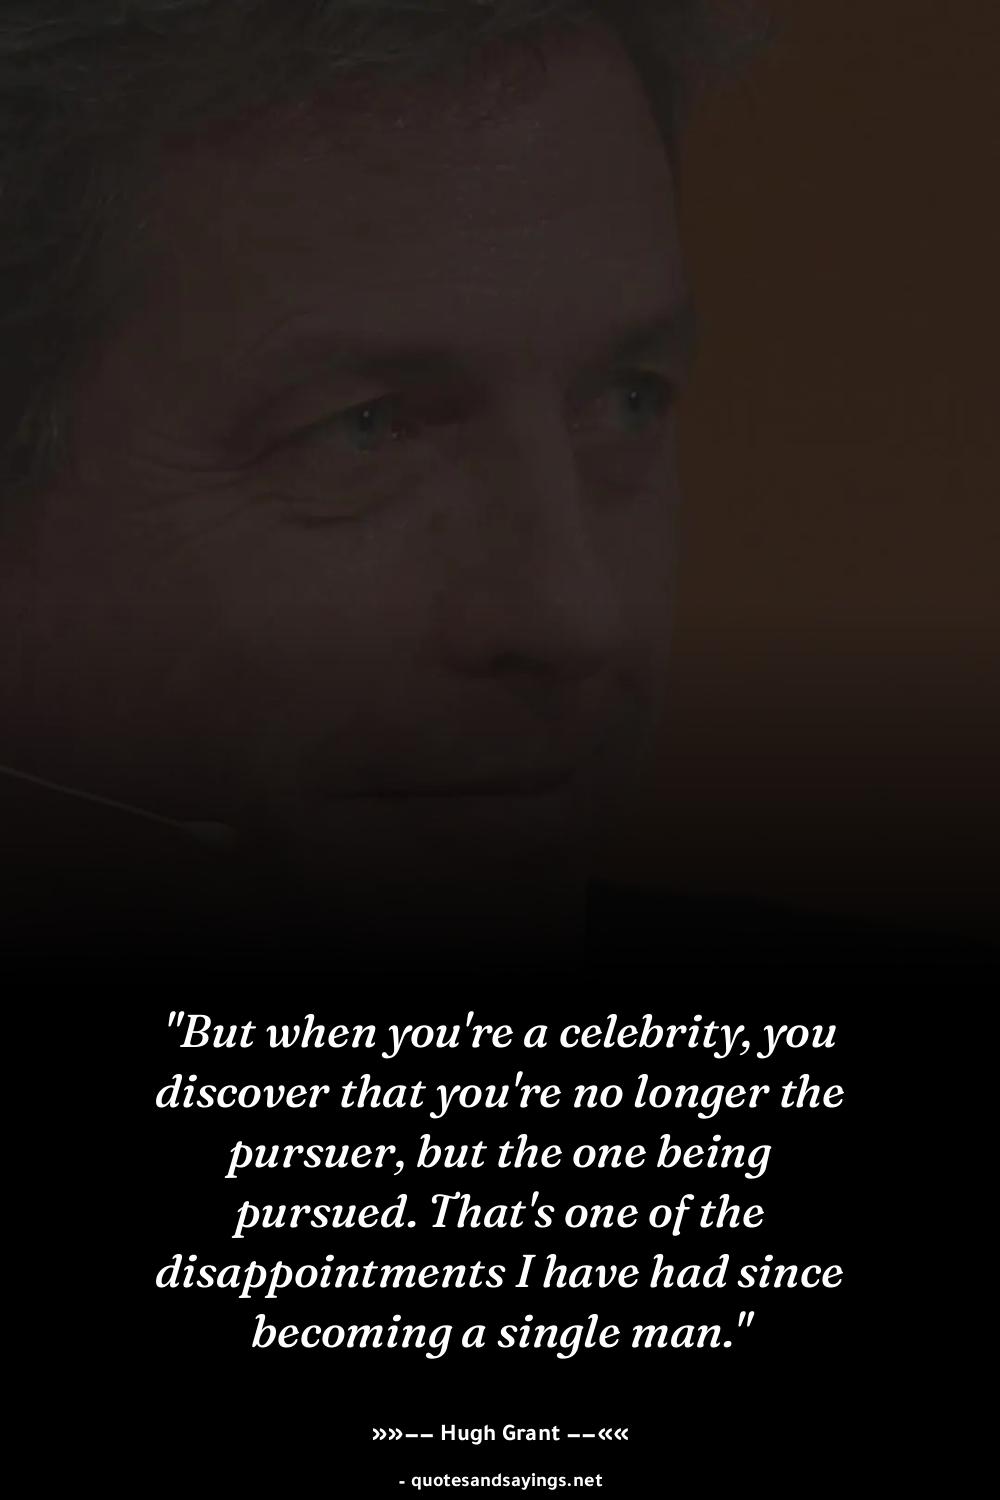 "But when you're a celebrity, you
discover that you're no longer the
pursuer, but the one being
pursued. That's one of the
disappointments I have had since
becoming a single man."
»»–– Hugh Grant ––««
- quotesandsayings.net